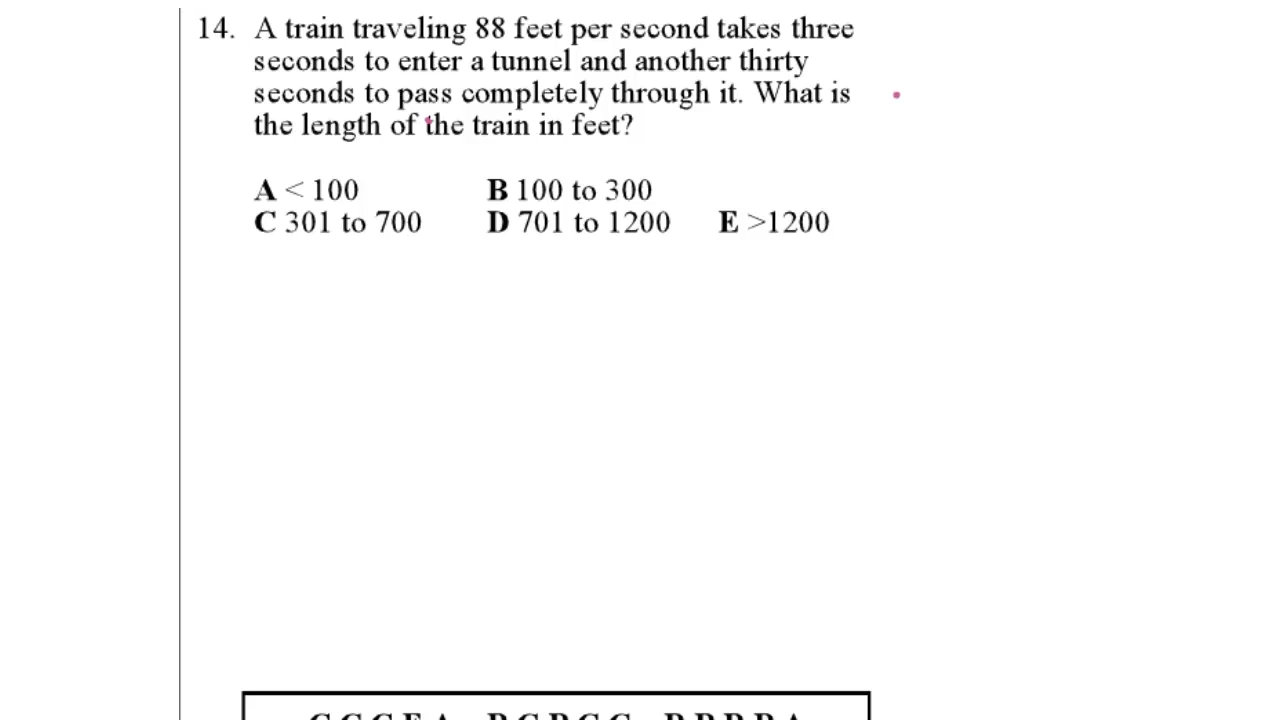 14. A train traveling 88 feet per second takes three
seconds to enter a tunnel and another thirty
seconds to pass completely through it. What is
the length of the train in feet?
A < 100 B 100 to 300
C 301 to 700 D 701 to 1200 E >1200